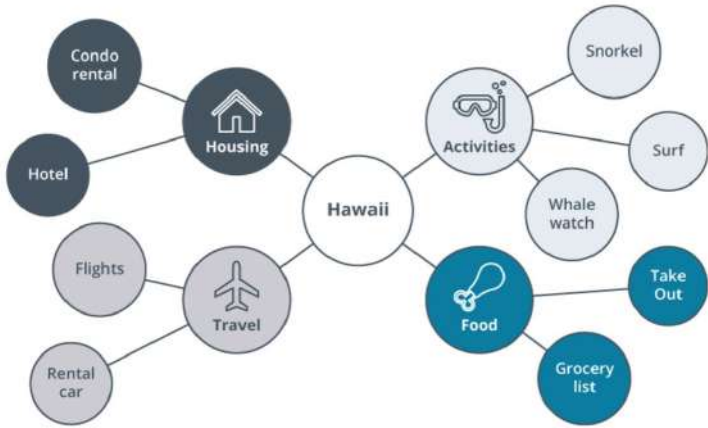 Condo
rental
Housing
Hotel
Hawaii
Activities
Snorkel
Surf
Whale
watch
Flights
Travel
Rental
car
Food
Take
Out
Grocery
list